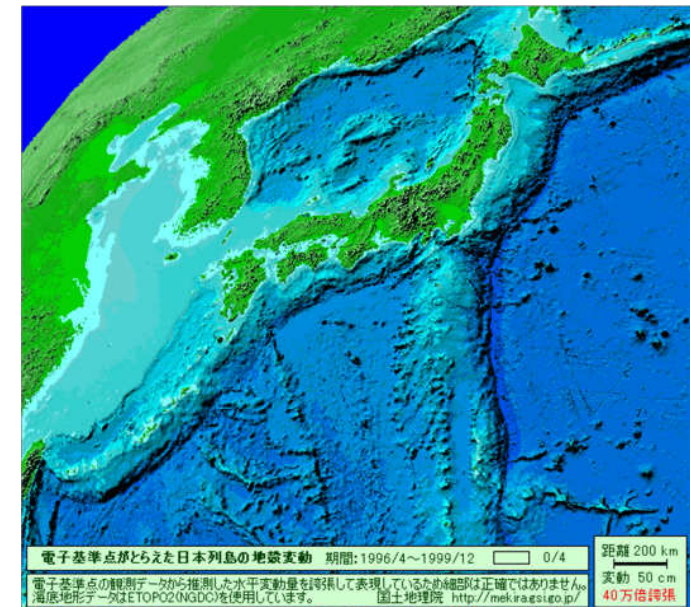 電子基準点がとらえた日本列島の地殻変動 期間:1996/4~1999/12 0/4
電子基準点の観測データから推測した水平変動量を誇張して表現しているため細部は正確ではありません。
海底地形データはETOPO2(NGDC)を使用しています。 国土地理院 http://mekira.gsi.go.jp/
距離 200 km
変動 50 cm
40万倍誇張